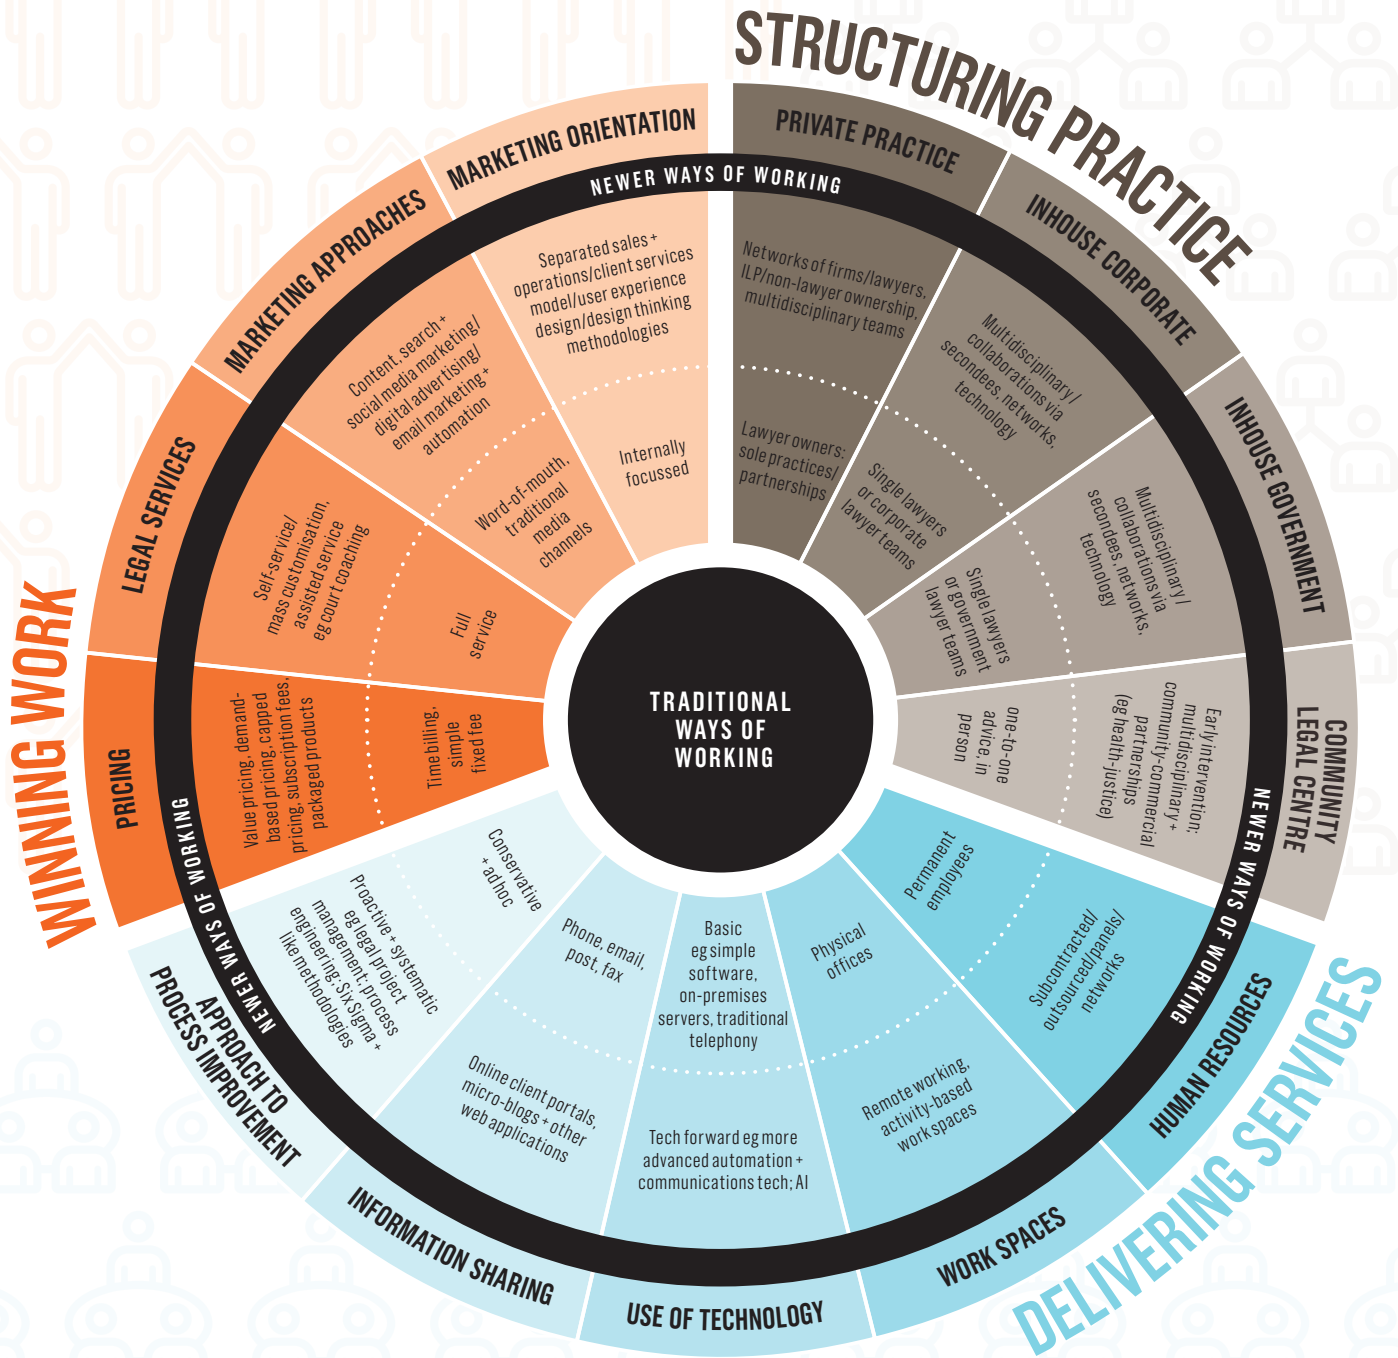 STRUCTURING PRACTICE
PRIVATE PRACTICE
Networks of firms/lawyers,
ILP/non-lawyer ownership,
multidisciplinary teams
Lawyer owners:
sole practices/
partnerships
INHOUSE CORPORATE
Multidisciplinary/
collaborations via
secondees, networks,
technology
Single lawyers
or corporate
lawyer teams
INHOUSE GOVERNMENT
Multidisciplinary/
collaborations via
secondees, networks,
technology
Single lawyers
or government
lawyer teams
COMMUNITY
LEGAL CENTRE
Early intervention;
multidisciplinary +
community-commercial
partnerships
(eg health-justice)
one-to-one
advice, in
person
DELIVERING SERVICES
HUMAN RESOURCES
Permanent
employees
Subcontracted/
outsourced/panels/
networks
WORK SPACES
Physical
offices
Remote working,
activity-based
work spaces
USE OF TECHNOLOGY
Basic
eg simple
software,
on-premises
servers, traditional
telephony
Tech forward eg more
advanced automation +
communications tech; AI
INFORMATION SHARING
Phone, email,
post, fax
Online client portals,
micro-blogs + other
web applications
APPROACH TO
PROCESS IMPROVEMENT
Conservative
+ ad hoc
Proactive + systematic
eg legal project
management; process
engineering; Six Sigma +
like methodologies
WINNING WORK
PRICING
Value pricing, demand-
based pricing, capped
pricing, subscription fees,
packaged products
Time billing,
simple
fixed fee
LEGAL SERVICES
Self-service/
mass customisation,
assisted service
eg court coaching
Full
service
MARKETING APPROACHES
Content, search +
social media marketing/
digital advertising/
email marketing +
automation
Word-of-mouth,
traditional
media
channels
MARKETING ORIENTATION
Separated sales +
operations/client services
model/user experience
design/design thinking
methodologies
Internally
focussed
NEWER WAYS OF WORKING
NEWER WAYS OF WORKING
NEWER WAYS OF WORKING
TRADITIONAL
WAYS OF
WORKING